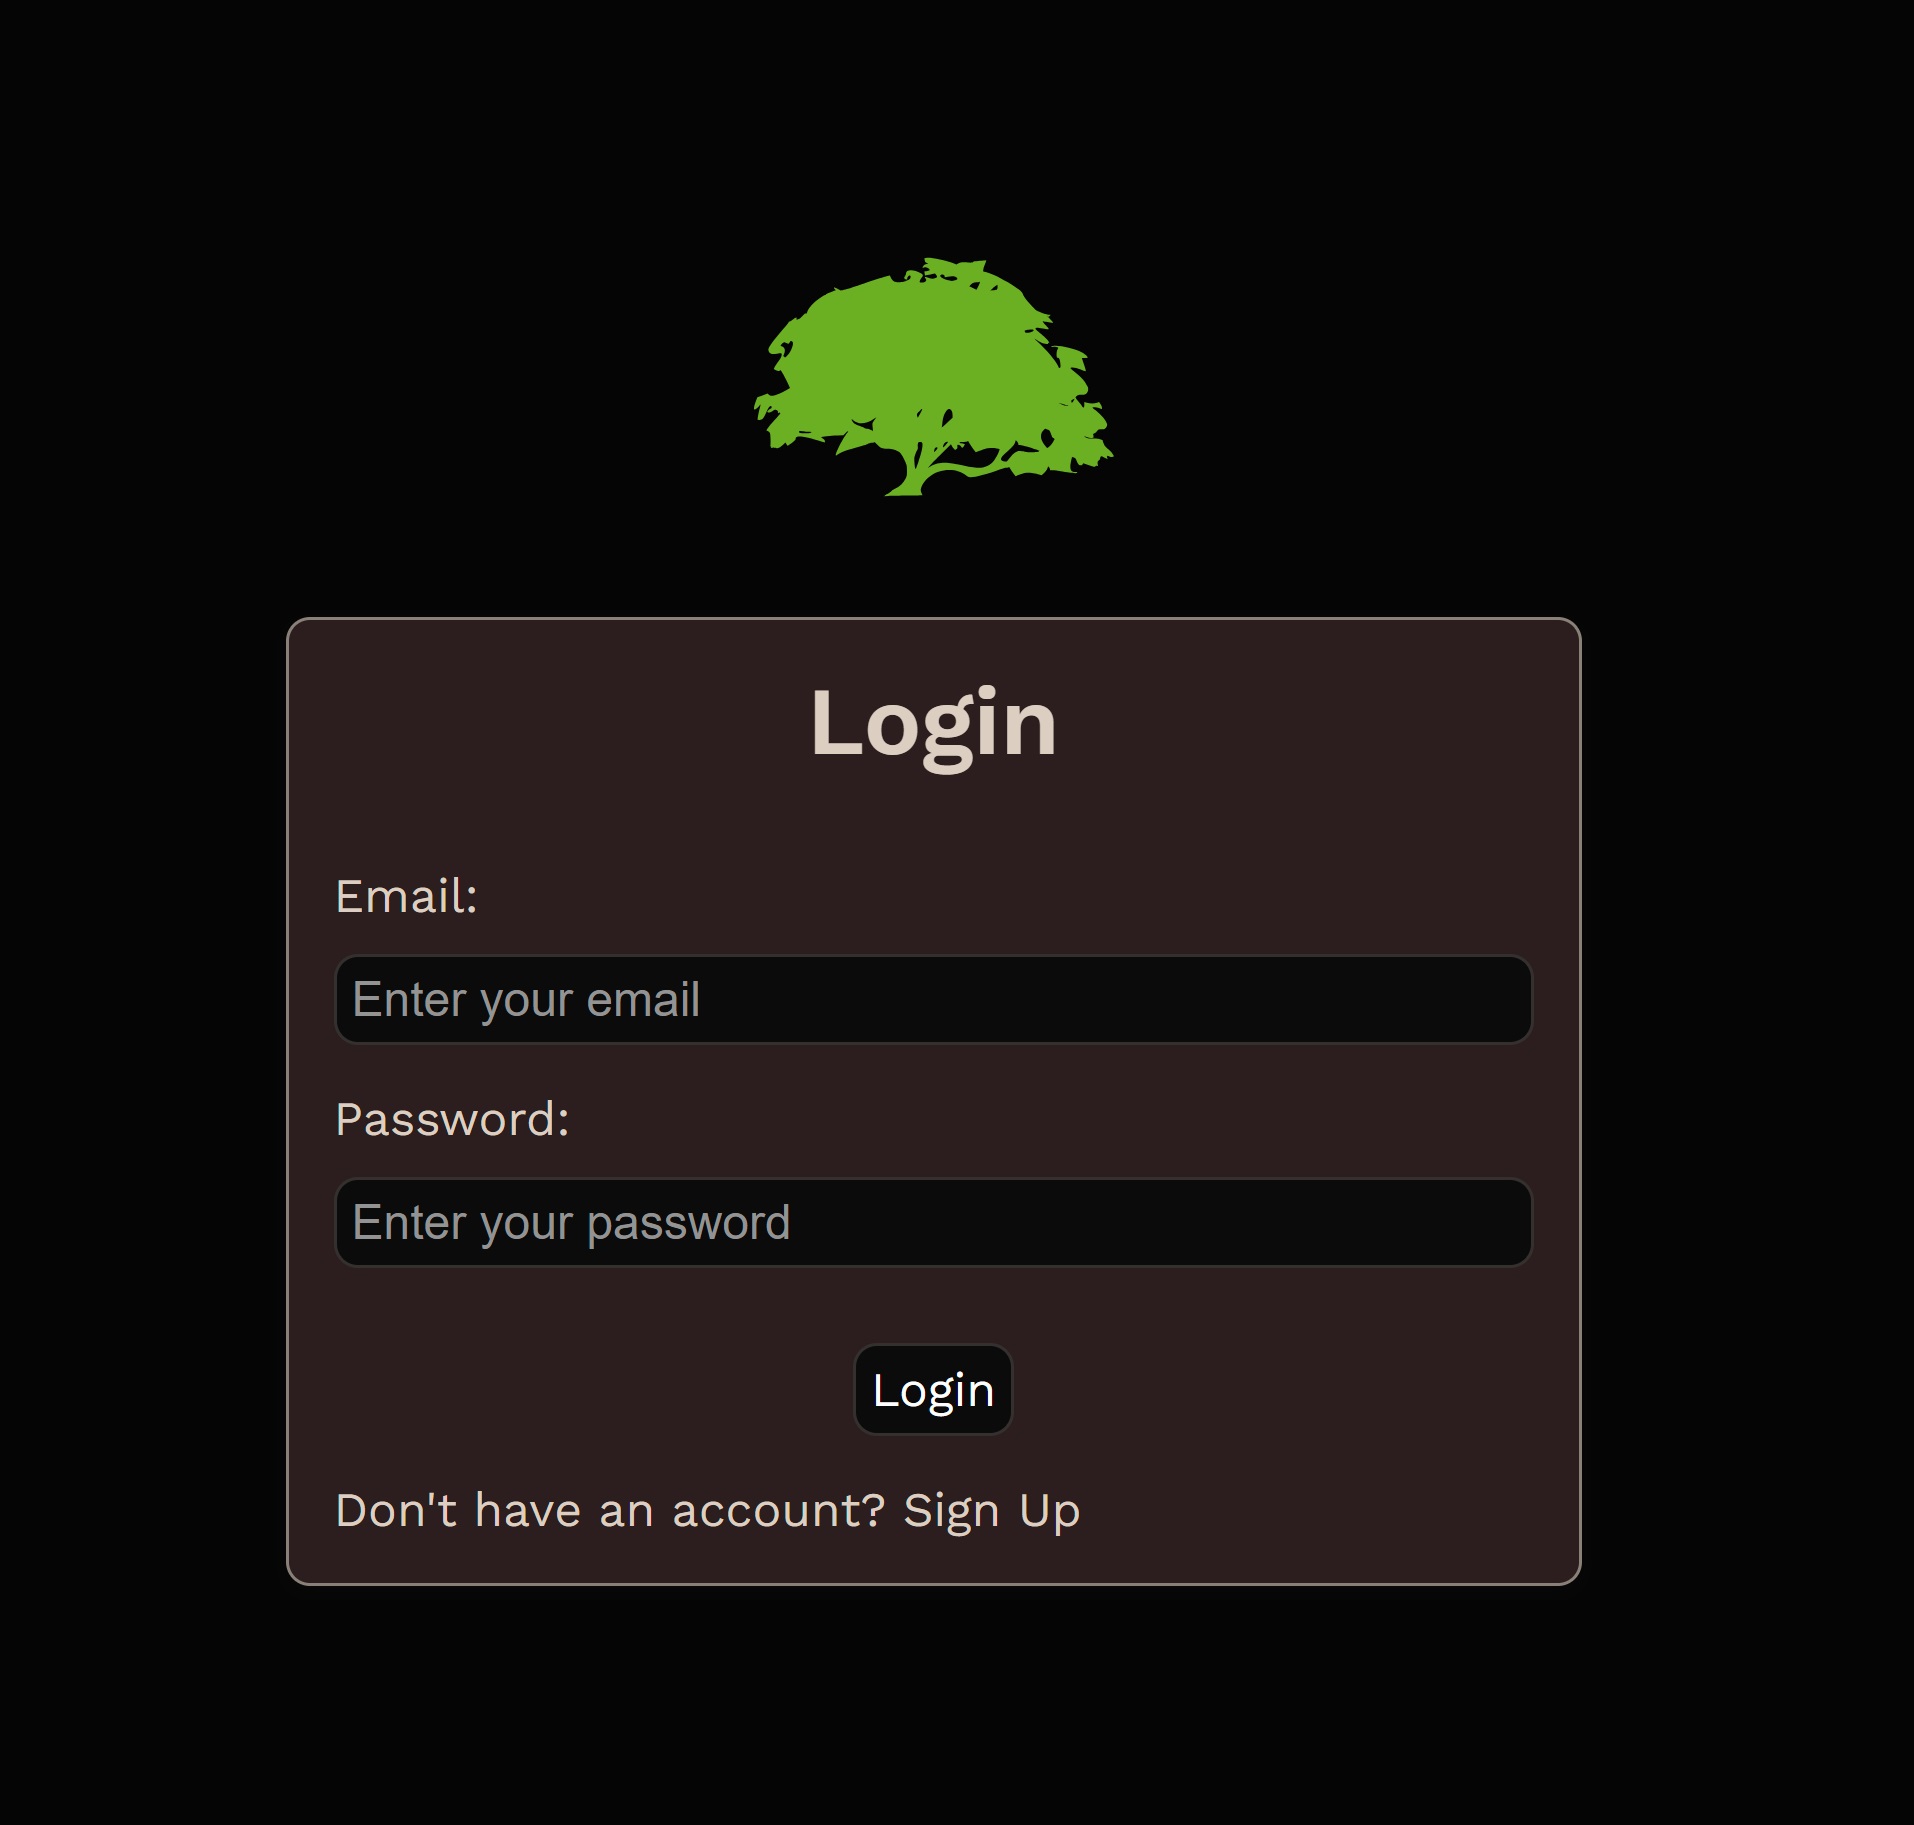 Login
Email:
Enter your email
Password:
Enter your password
Login
Don't have an account? Sign Up